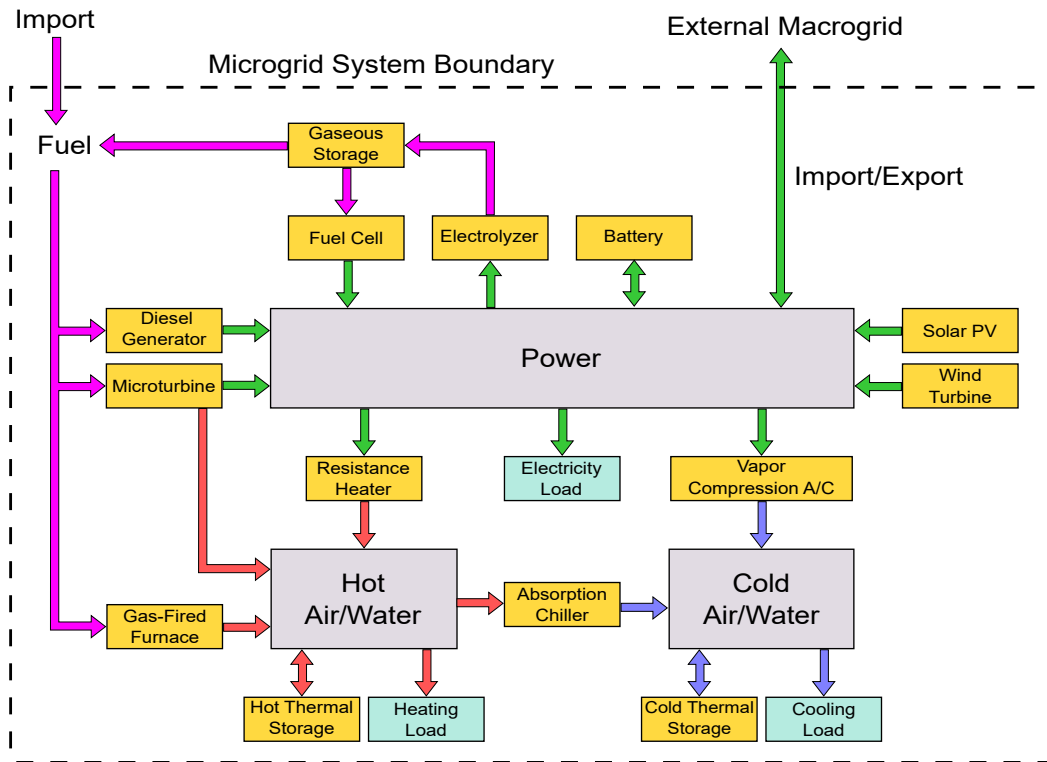 Import
External Macrogrid
Microgrid System Boundary
Fuel
Gaseous
Storage
Import/Export
Fuel Cell
Electrolyzer
Battery
Diesel
Generator
Solar PV
Power
Microturbine
Wind
Turbine
Resistance
Heater
Electricity
Load
Vapor
Compression A/C
Hot
Air/Water
Absorption
Chiller
Cold
Air/Water
Gas-Fired
Furnace
Hot Thermal
Storage
Heating
Load
Cold Thermal
Storage
Cooling
Load